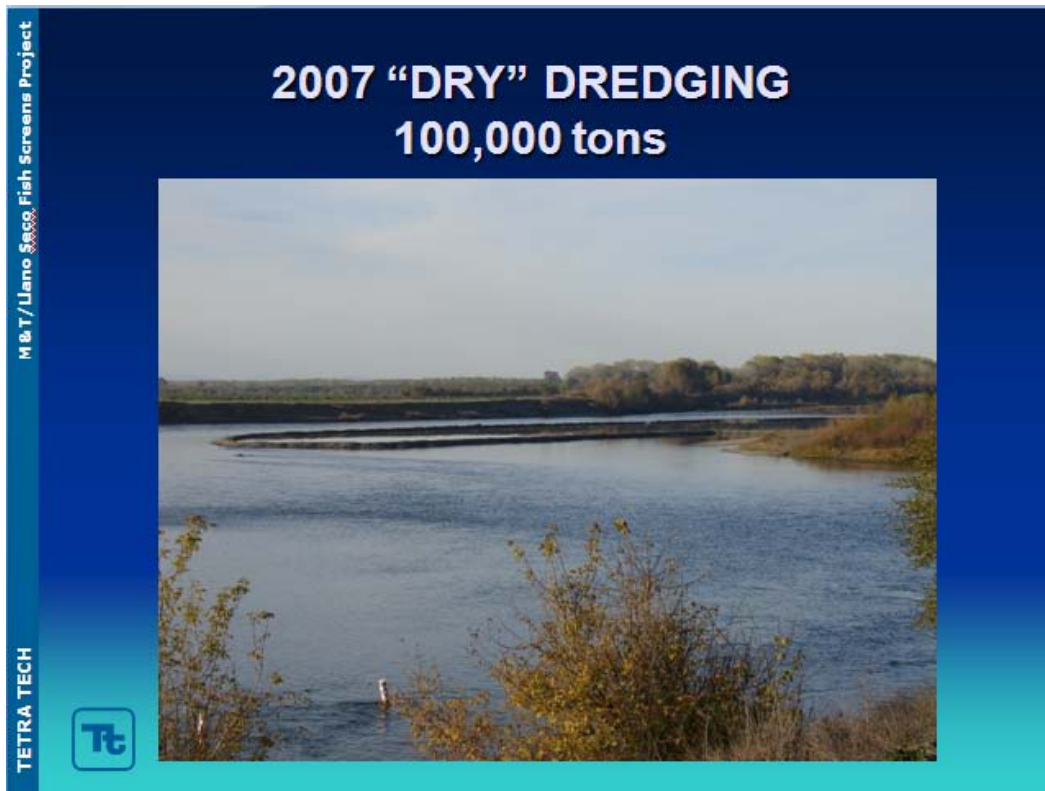 2007 “DRY” DREDGING
100,000 tons
M&T/Llano Seco Fish Screens Project
TETRA TECH
Tt